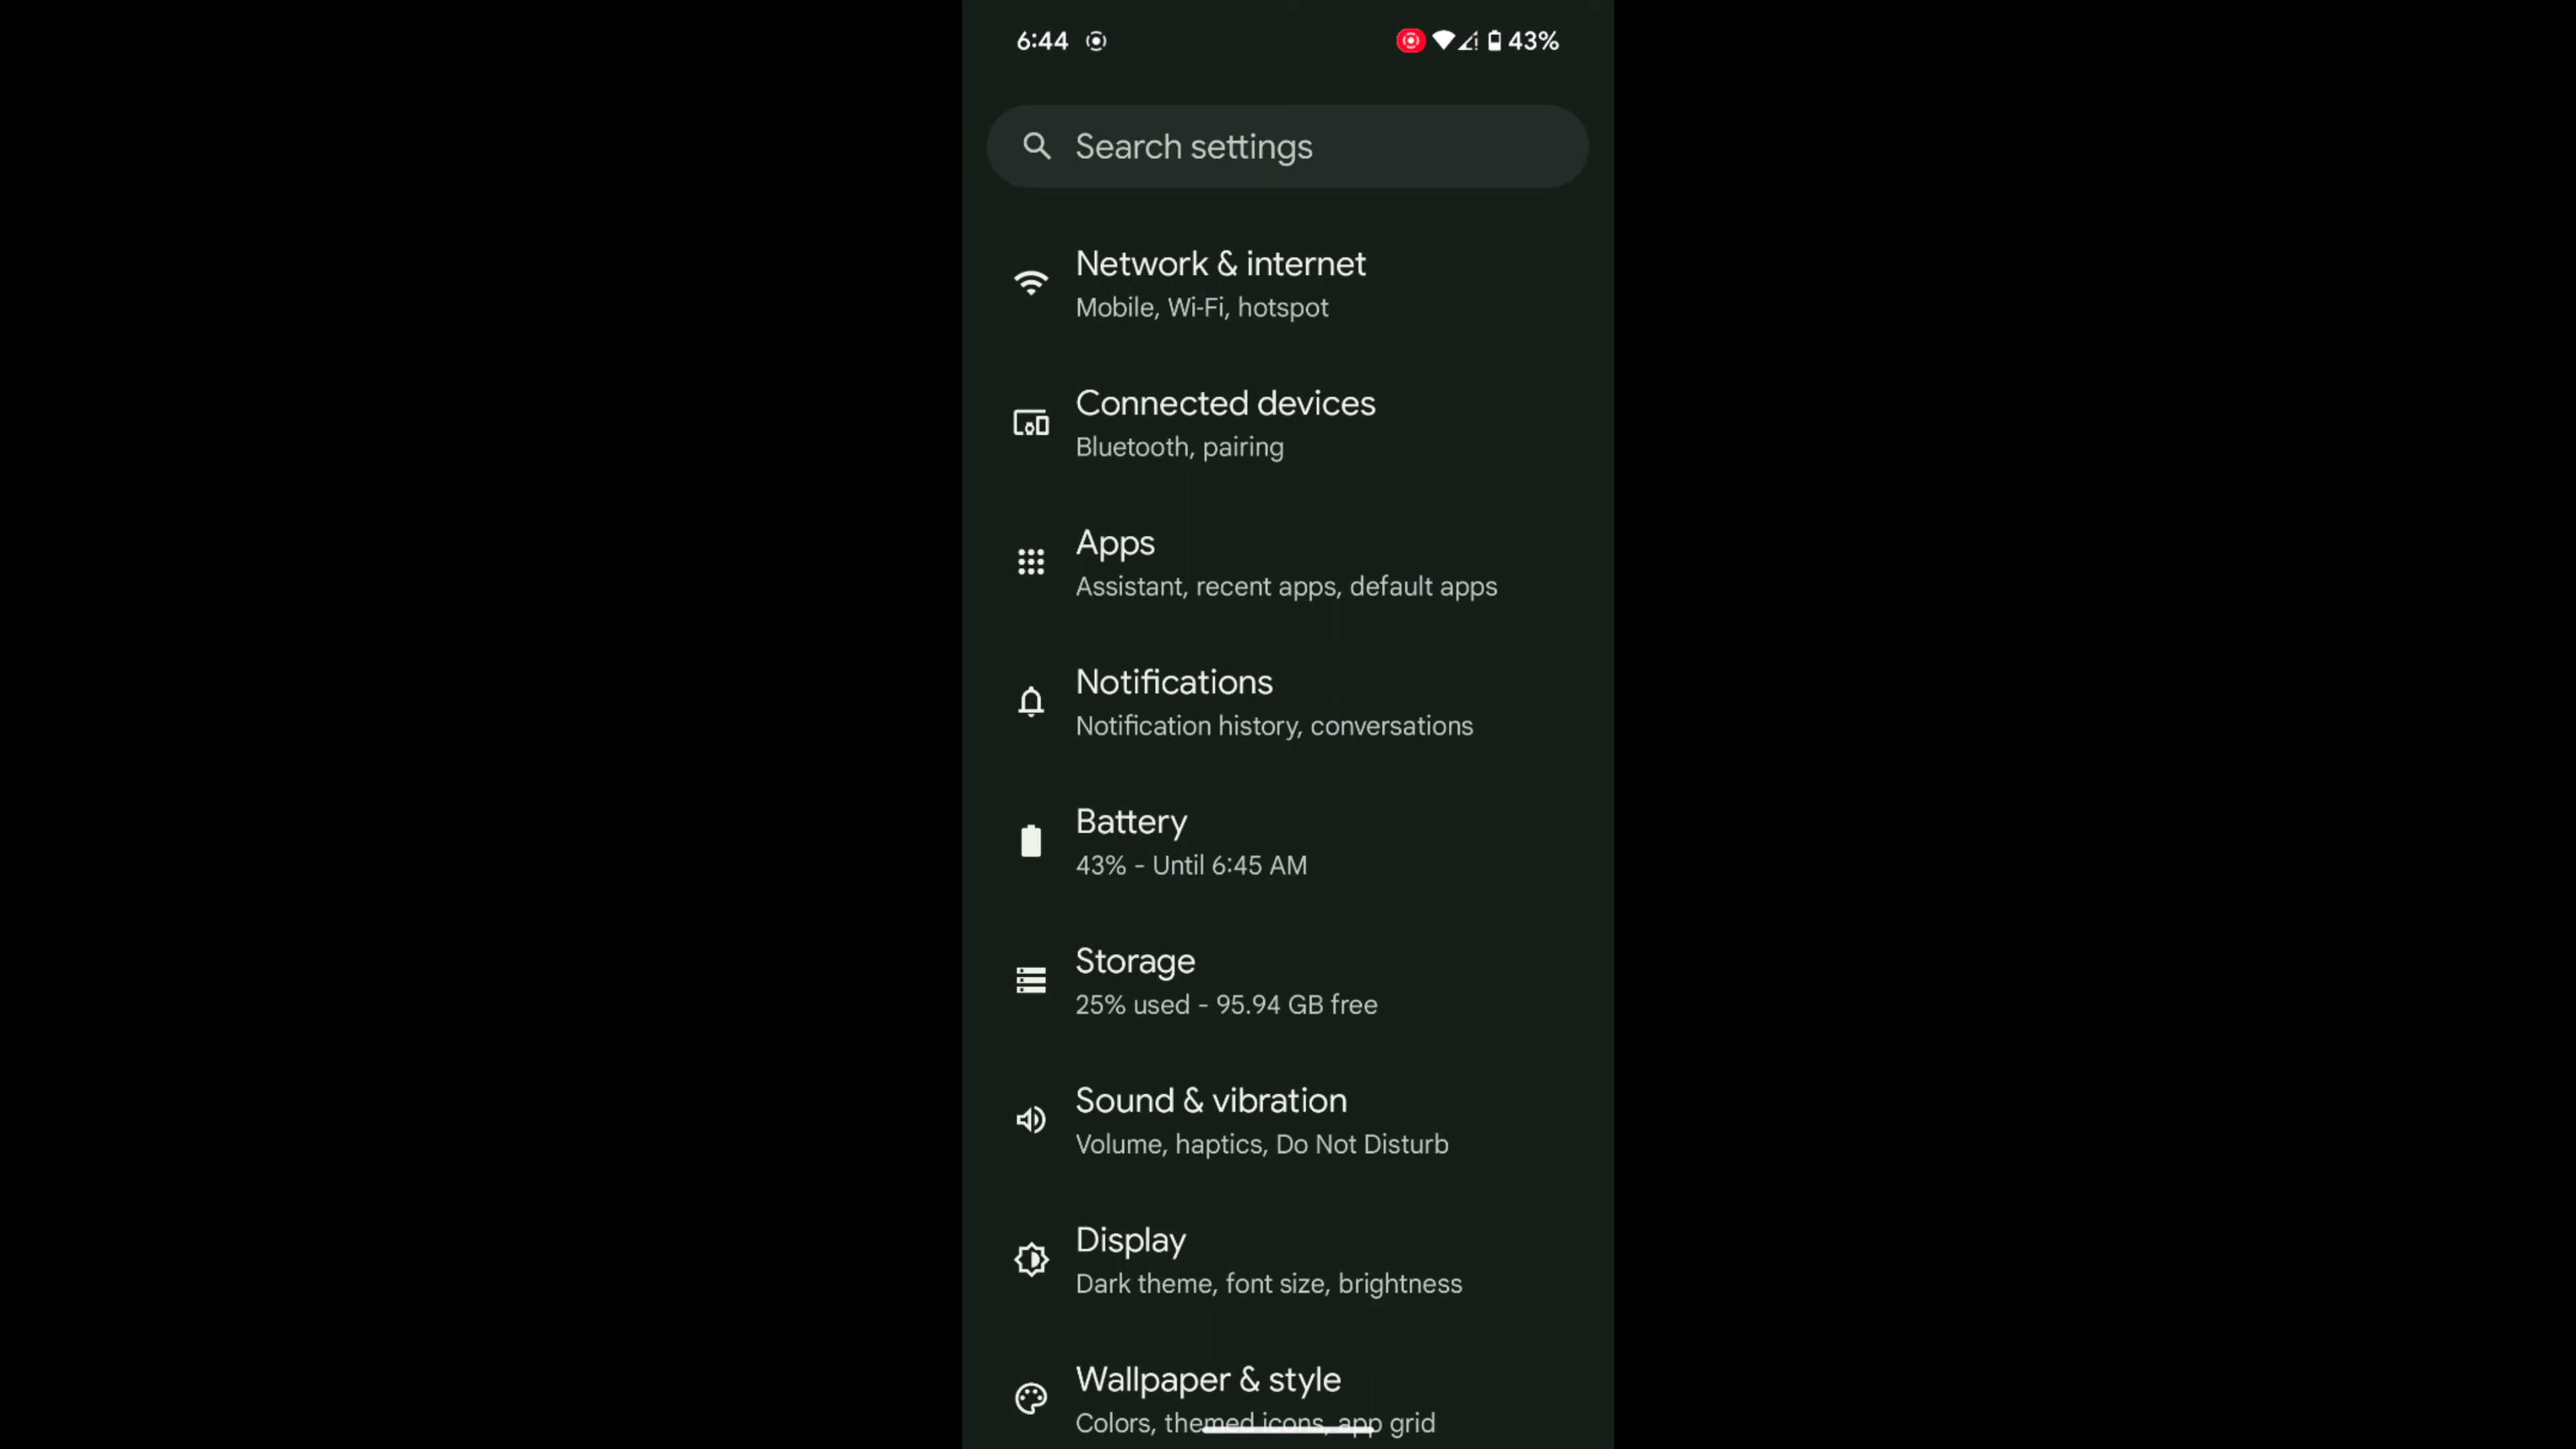 6:44 43%
Search settings
Network & internet
Mobile, Wi-Fi, hotspot
Connected devices
Bluetooth, pairing
Apps
Assistant, recent apps, default apps
Notifications
Notification history, conversations
Battery
43% - Until 6:45 AM
Storage
25% used - 95.94 GB free
Sound & vibration
Volume, haptics, Do Not Disturb
Display
Dark theme, font size, brightness
Wallpaper & style
Colors, themed icons, app grid